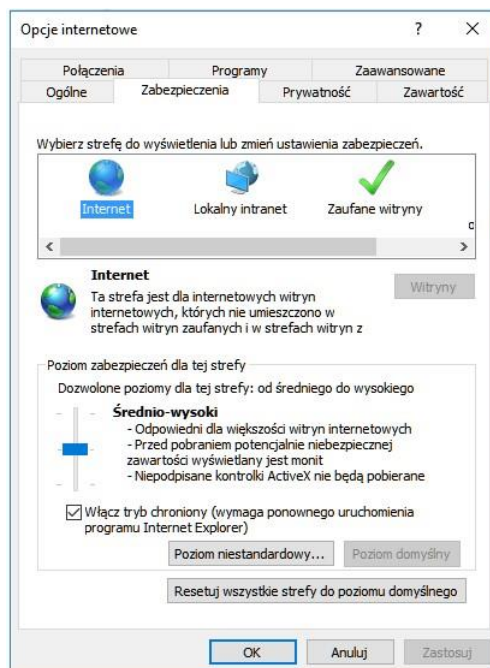 Opcje internetowe
Połączenia Programy Zaawansowane
Ogólne Zabezpieczenia Prywatność Zawartość
Wybierz strefę do wyświetlenia lub zmień ustawienia zabezpieczeń.
Internet Lokalny intranet Zaufane witryny
Internet
Witryny
Ta strefa jest dla internetowych witryn
internetowych, których nie umieszczono w
strefach witryn zaufanych i w strefach witryn z
Poziom zabezpieczeń dla tej strefy
Dozwolone poziomy dla tej strefy: od średniego do wysokiego
Średnio-wysoki
- Odpowiedni dla większości witryn internetowych
- Przed pobraniem potencjalnie niebezpiecznej
zawartości wyświetlany jest monit
- Niepodpisane kontrolki ActiveX nie będą pobierane
Włącz tryb chroniony (wymaga ponownego uruchomienia
programu Internet Explorer)
Poziom niestandardowy... Poziom domyślny
Resetuj wszystkie strefy do poziomu domyślnego
OK Anuluj Zastosuj